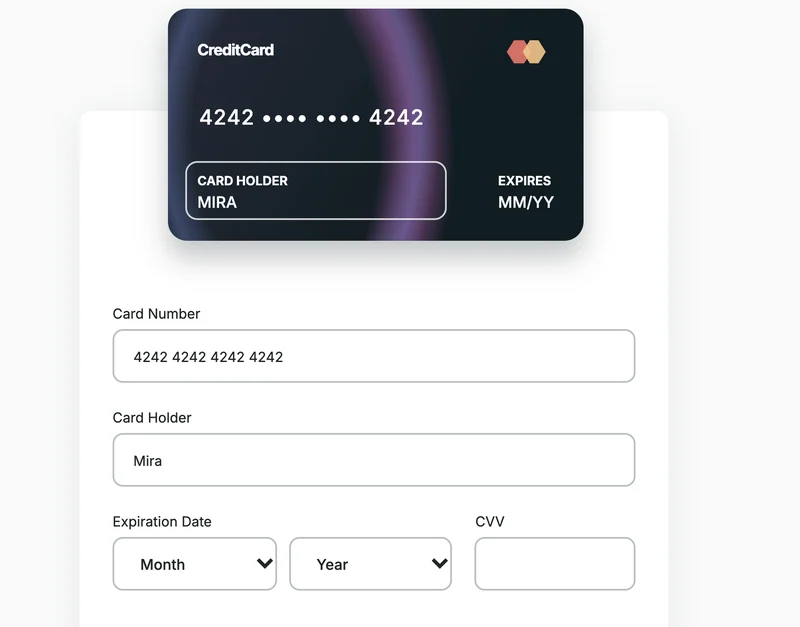 CreditCard
4242 •••• •••• 4242
CARD HOLDER
MIRA
EXPIRES
MM/YY
Card Number
4242 4242 4242 4242
Card Holder
Mira
Expiration Date
CVV
Month
Year